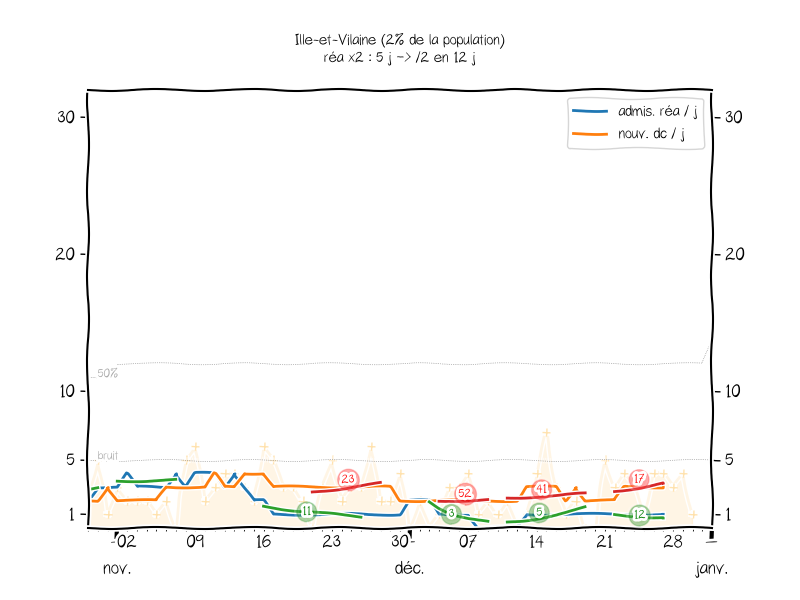 Ille-et-Vilaine (2% de la population)
réa x2 : 5 j -> /2 en 12 j
admis. réa / j
nouv. dc / j
30 30
20 20
50%
10 10
bruit
5 5
23 17
52 41
11 3 5 12
1 1
02 09 16 23 30 07 14 21 28
nov. déc. janv.